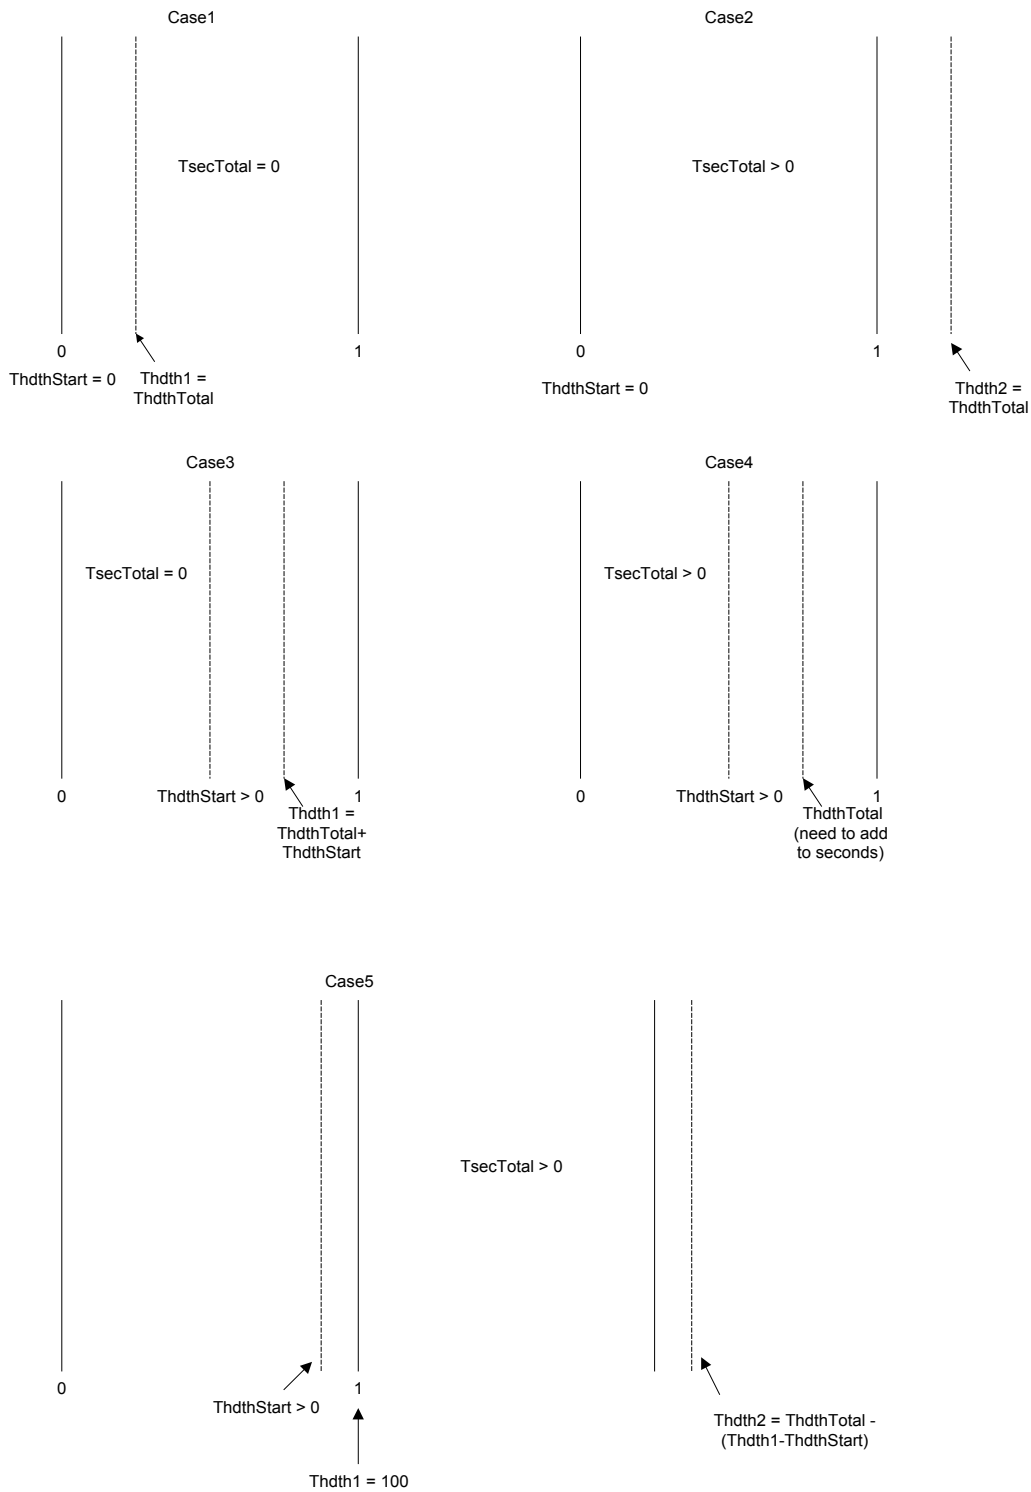 Case1
Case2
TsecTotal = 0
TsecTotal > 0
0
1
0
1
ThdthStart = 0
Thdth1 =
ThdthTotal
ThdthStart = 0
Thdth2 =
ThdthTotal
Case3
Case4
TsecTotal = 0
TsecTotal > 0
0
ThdthStart > 0
1
Thdth1 =
ThdthTotal+
ThdthStart
0
ThdthStart > 0
1
ThdthTotal
(need to add
to seconds)
Case5
TsecTotal > 0
0
1
ThdthStart > 0
Thdth2 = ThdthTotal -
(Thdth1-ThdthStart)
Thdth1 = 100